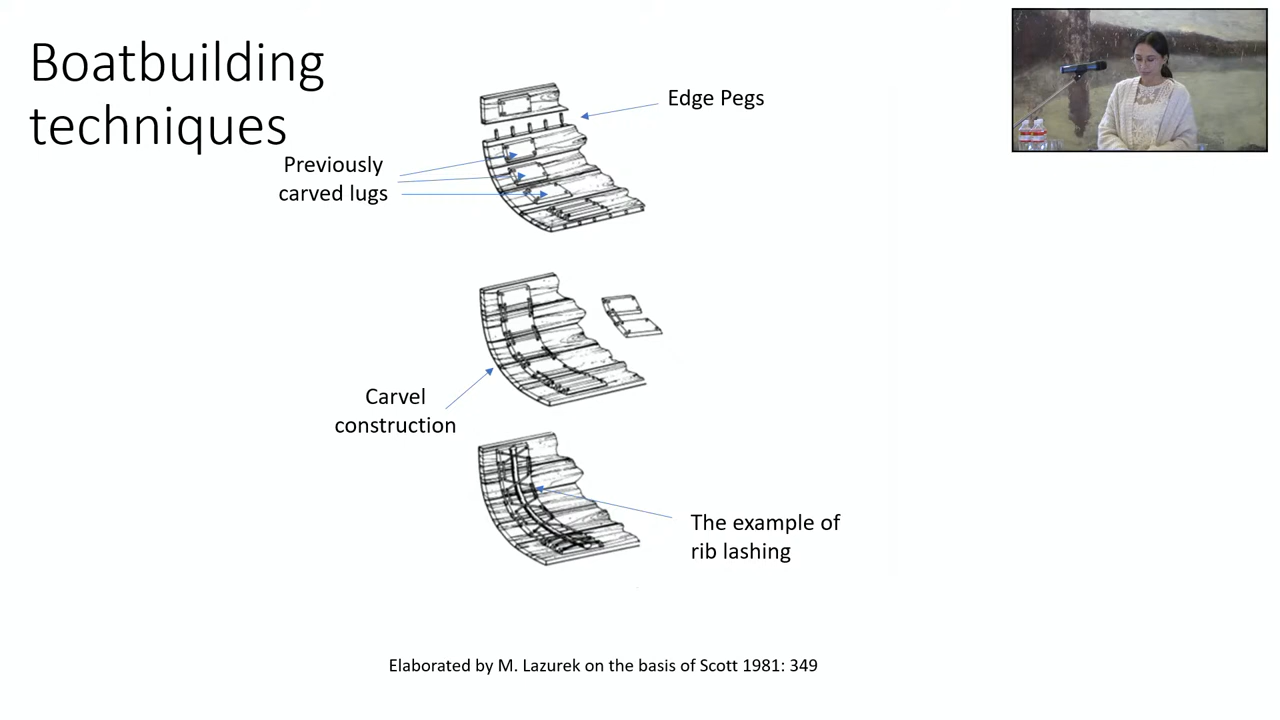 Boatbuilding
techniques
Edge Pegs
Previously
carved lugs
Carvel
construction
The example of
rib lashing
Elaborated by M. Lazurek on the basis of Scott 1981: 349